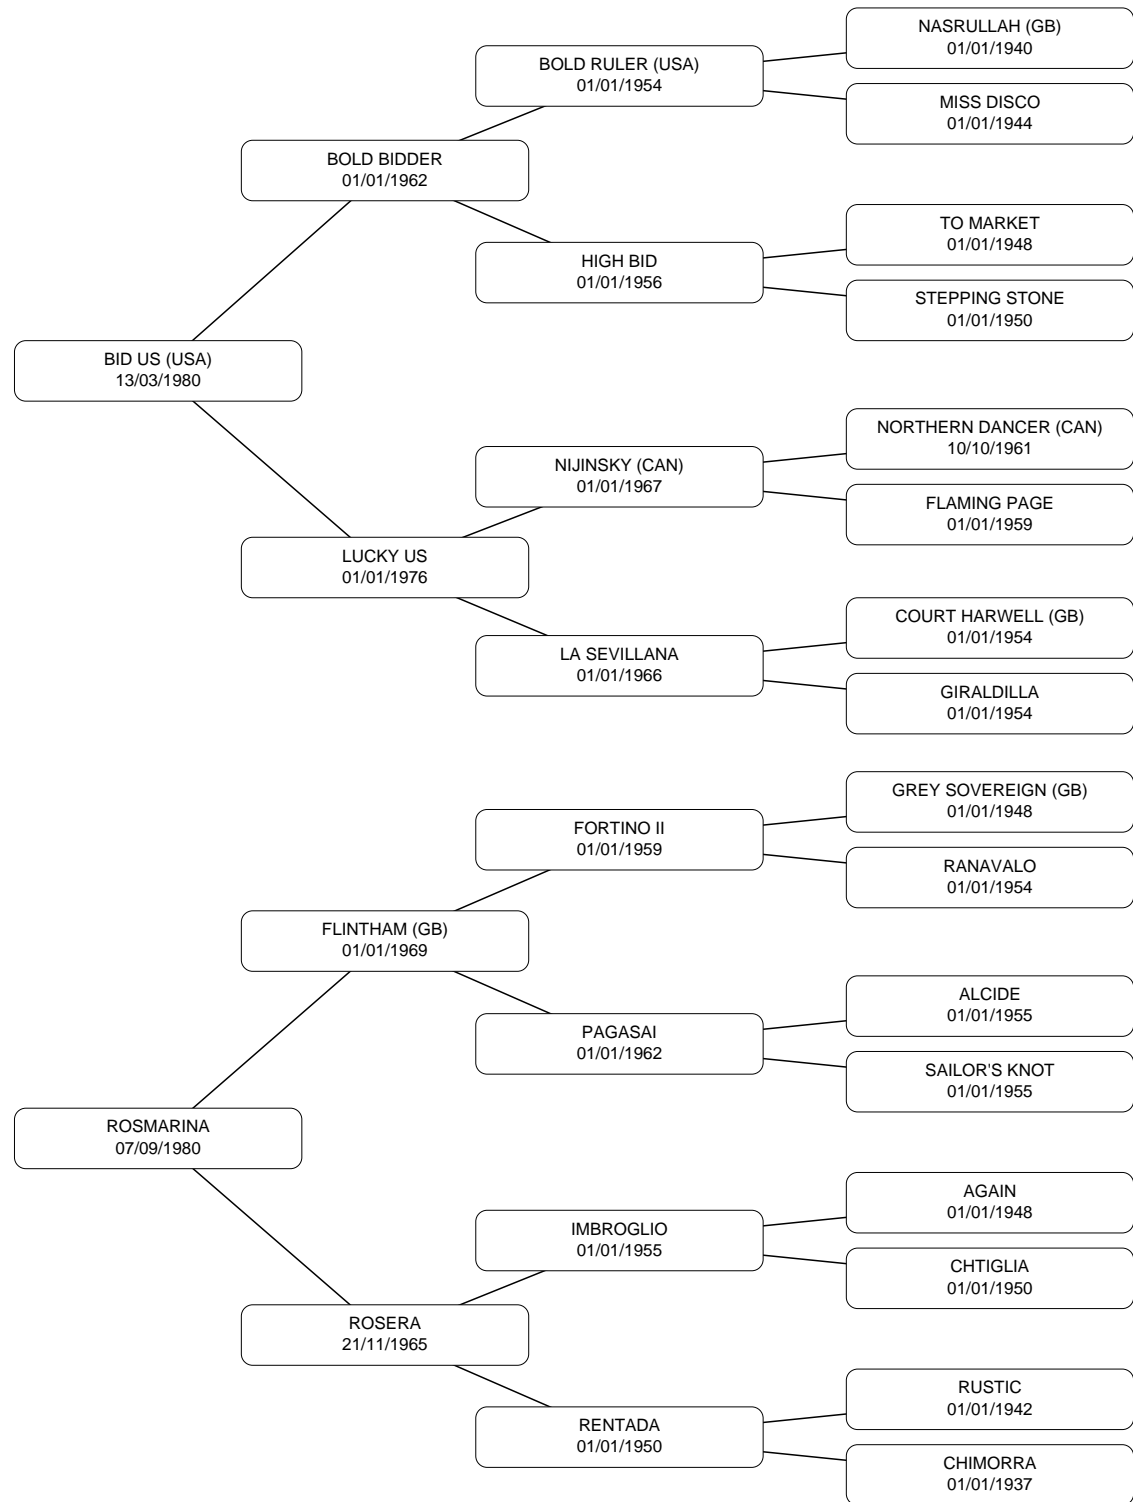 NASRULLAH (GB)
01/01/1940
BOLD RULER (USA)
01/01/1954
MISS DISCO
01/01/1944
BOLD BIDDER
01/01/1962
TO MARKET
01/01/1948
HIGH BID
01/01/1956
STEPPING STONE
01/01/1950
BID US (USA)
13/03/1980
NORTHERN DANCER (CAN)
10/10/1961
NIJINSKY (CAN)
01/01/1967
FLAMING PAGE
01/01/1959
LUCKY US
01/01/1976
COURT HARWELL (GB)
01/01/1954
LA SEVILLANA
01/01/1966
GIRALDILLA
01/01/1954
GREY SOVEREIGN (GB)
01/01/1948
FORTINO II
01/01/1959
RANAVALO
01/01/1954
FLINTHAM (GB)
01/01/1969
ALCIDE
01/01/1955
PAGASAI
01/01/1962
SAILOR'S KNOT
01/01/1955
ROSMARINA
07/09/1980
AGAIN
01/01/1948
IMBROGLIO
01/01/1955
CHTIGLIA
01/01/1950
ROSERA
21/11/1965
RUSTIC
01/01/1942
RENTADA
01/01/1950
CHIMORRA
01/01/1937